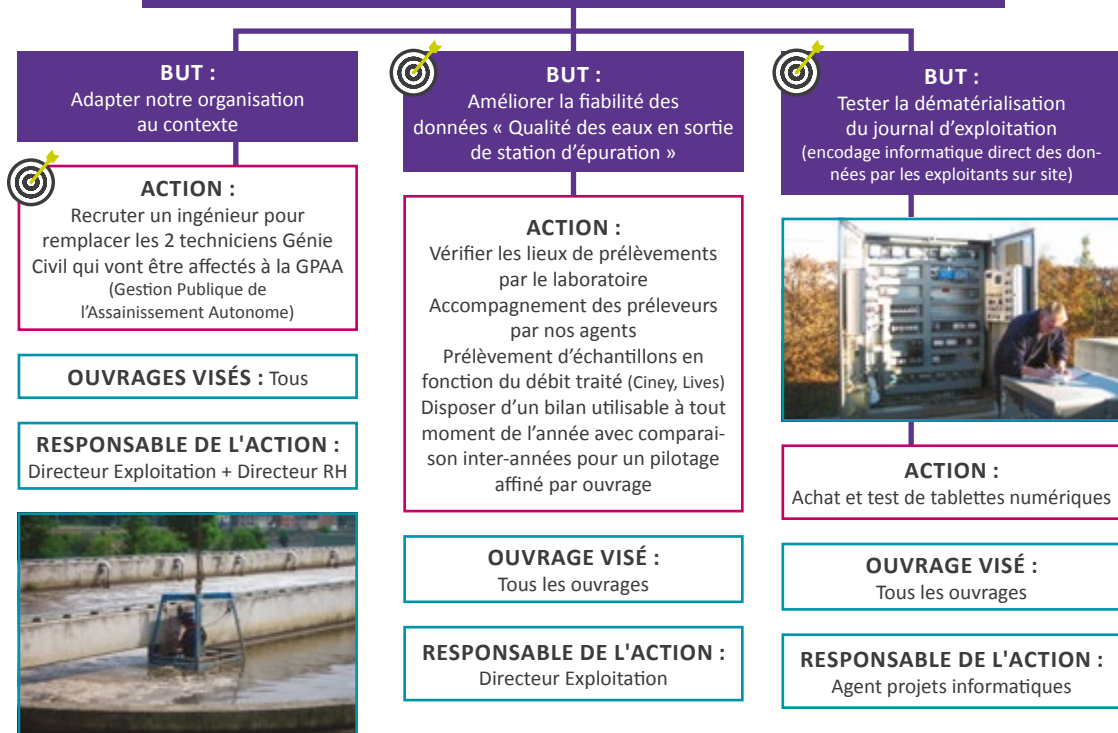 BUT :
Adapter notre organisation
au contexte
ACTION :
Recruter un ingénieur pour
remplacer les 2 techniciens Génie
Civil qui vont être affectés à la GPAA
(Gestion Publique de
l'Assainissement Autonome)
OUVRAGES VISÉS : Tous
RESPONSABLE DE L'ACTION :
Directeur Exploitation + Directeur RH
BUT :
Améliorer la fiabilité des
données « Qualité des eaux en sortie
de station d'épuration »
ACTION :
Vérifier les lieux de prélèvements
par le laboratoire
Accompagnement des préleveurs
par nos agents
Prélèvement d'échantillons en
fonction du débit traité (Ciney, Lives)
Disposer d'un bilan utilisable à tout
moment de l'année avec comparai-
son inter-années pour un pilotage
affiné par ouvrage
OUVRAGE VISÉ :
Tous les ouvrages
RESPONSABLE DE L'ACTION :
Directeur Exploitation
BUT :
Tester la dématérialisation
du journal d'exploitation
(encodage informatique direct des don-
nées par les exploitants sur site)
ACTION :
Achat et test de tablettes numériques
OUVRAGE VISÉ :
Tous les ouvrages
RESPONSABLE DE L'ACTION :
Agent projets informatiques